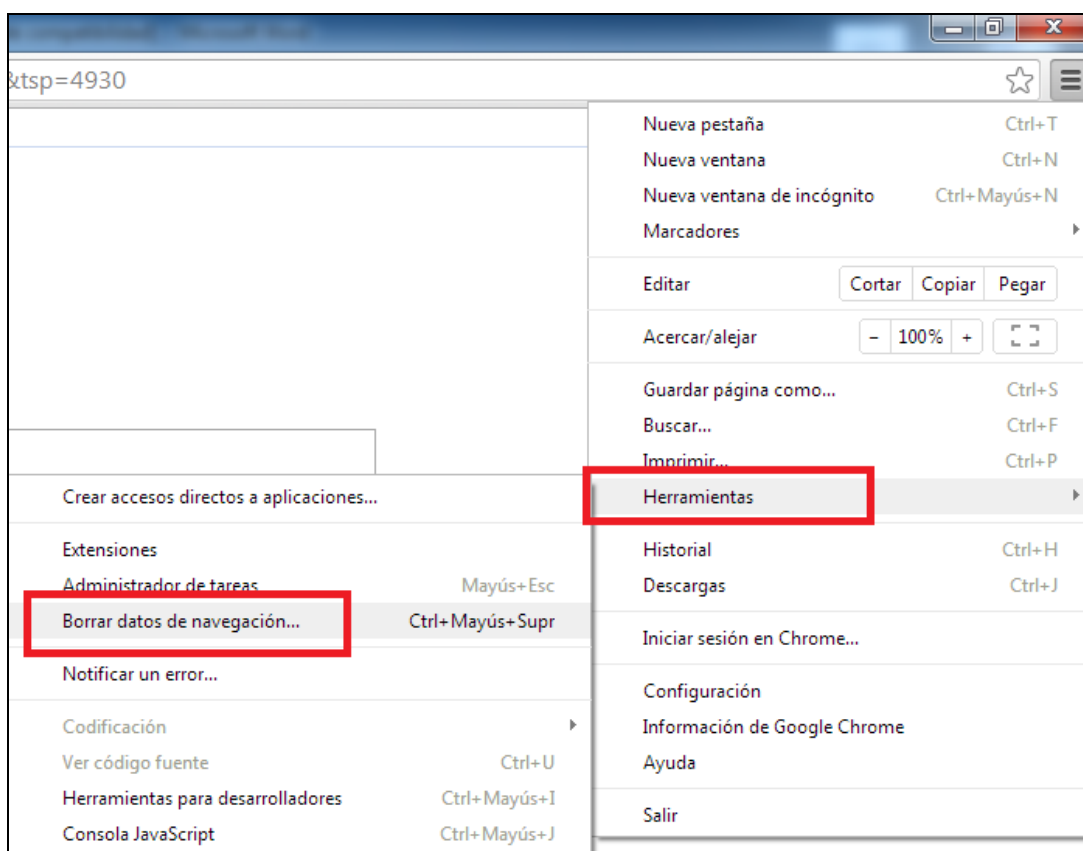 &tsp=4930
Nueva pestaña Ctrl+T
Nueva ventana Ctrl+N
Nueva ventana de incógnito Ctrl+Mayús+N
Marcadores
Editar Cortar Copiar Pegar
Acercar/alejar - 100% +
Guardar página como... Ctrl+S
Buscar... Ctrl+F
Imprimir... Ctrl+P
Herramientas
Historial Ctrl+H
Descargas Ctrl+J
Iniciar sesión en Chrome...
Configuración
Información de Google Chrome
Ayuda
Salir
Crear accesos directos a aplicaciones...
Extensiones
Administrador de tareas Mayús+Esc
Borrar datos de navegación... Ctrl+Mayús+Supr
Notificar un error...
Codificación
Ver código fuente Ctrl+U
Herramientas para desarrolladores Ctrl+Mayús+I
Consola JavaScript Ctrl+Mayús+J